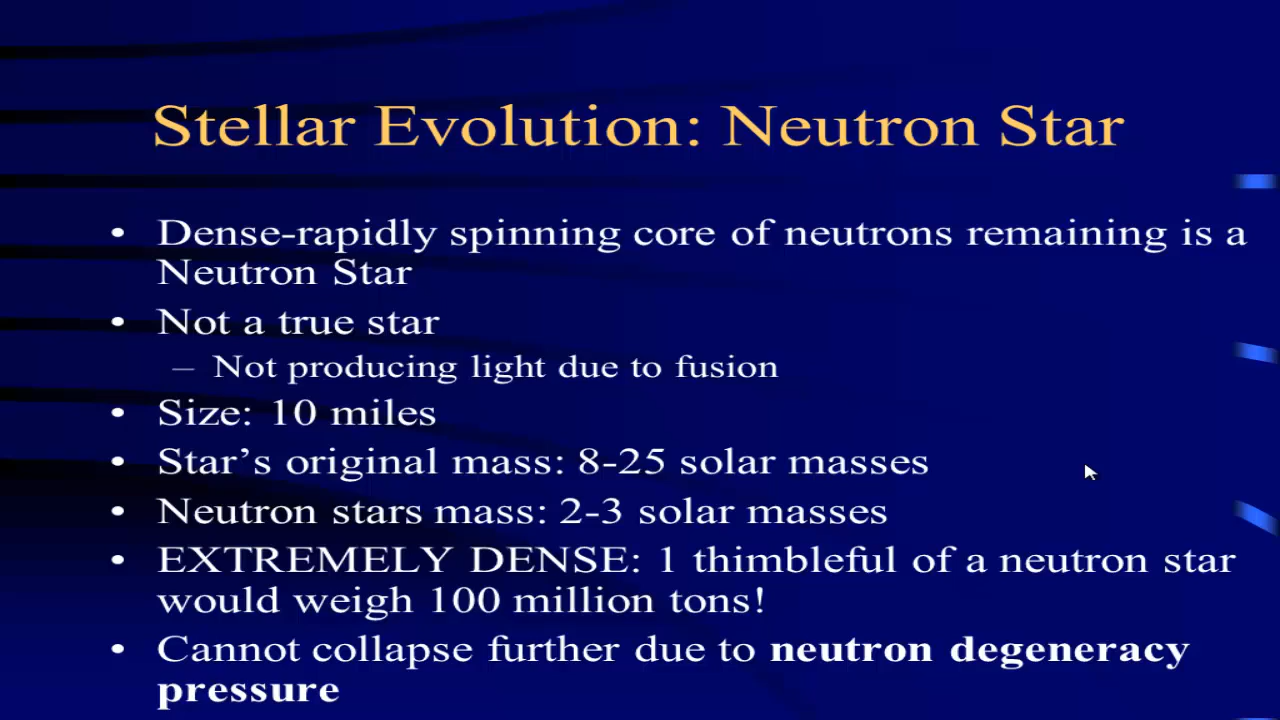 Stellar Evolution: Neutron Star
• Dense-rapidly spinning core of neutrons remaining is a
Neutron Star
• Not a true star
– Not producing light due to fusion
• Size: 10 miles
• Star’s original mass: 8-25 solar masses
• Neutron stars mass: 2-3 solar masses
• EXTREMELY DENSE: 1 thimbleful of a neutron star
would weigh 100 million tons!
• Cannot collapse further due to neutron degeneracy
pressure